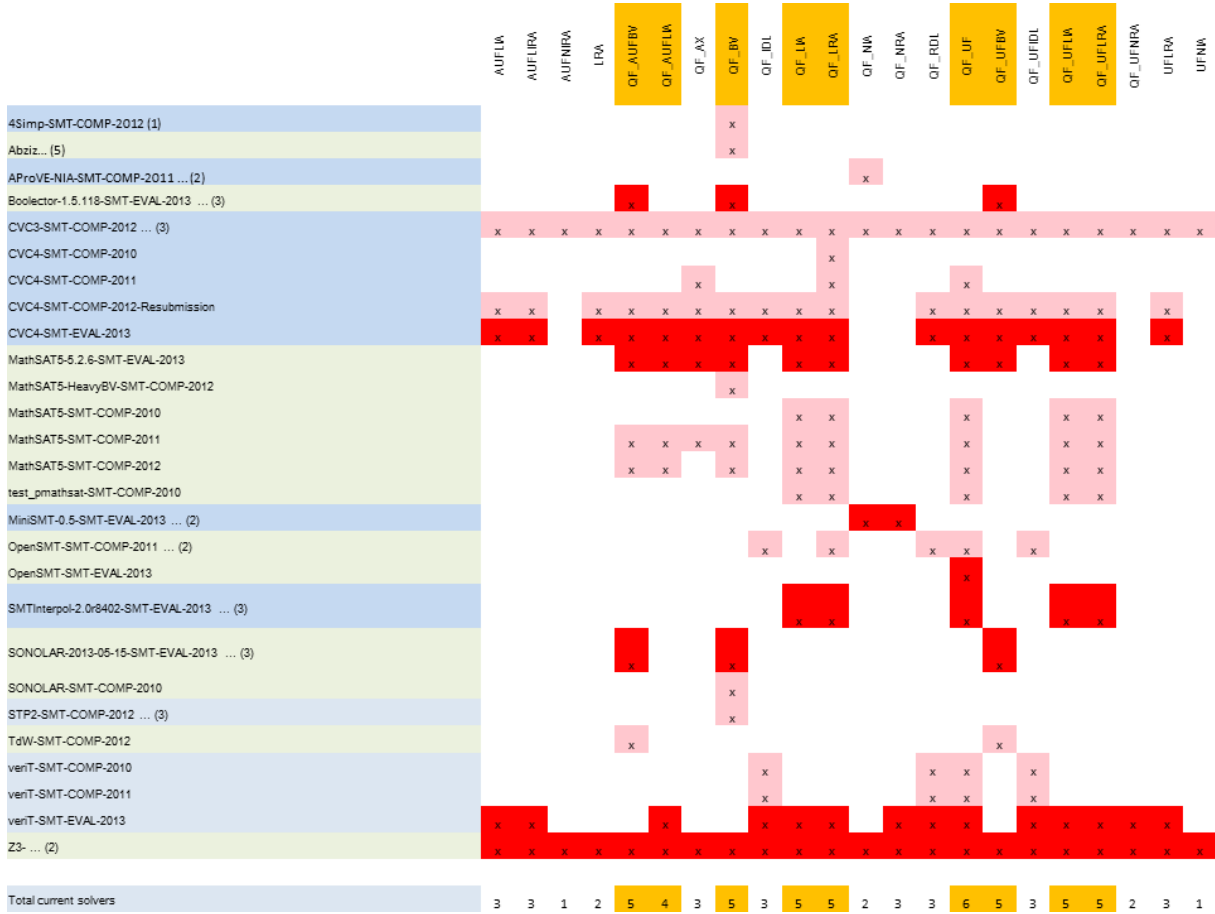 AUFLIA AUFLIRA AUFNIRA LRA QF_AUFBV QF_AUFLIA QF_AX QF_BV QF_IDL QF_LIA QF_LRA QF_NIA QF_NRA QF_RDL QF_UF QF_UFBV QF_UFIDL QF_UFLIA QF_UFLRA QF_UFNRA UFLRA UFNIA
4Simp-SMT-COMP-2012 (1) x
Abziz... (5) x
AProVE-NIA-SMT-COMP-2011 ...(2) x
Boolector-1.5.118-SMT-EVAL-2013 ... (3) x x x
CVC3-SMT-COMP-2012 ... (3) x x x x x x x x x x x x x x x x x x x x x x
CVC4-SMT-COMP-2010 x
CVC4-SMT-COMP-2011 x x x
CVC4-SMT-COMP-2012-Resubmission x x x x x x x x x x x x x x x x x
CVC4-SMT-EVAL-2013 x x x x x x x x x x x x x x x x x
MathSAT5-5.2.6-SMT-EVAL-2013 x x x x x x x x x x
MathSAT5-HeavyBV-SMT-COMP-2012 x
MathSAT5-SMT-COMP-2010 x x x x x
MathSAT5-SMT-COMP-2011 x x x x x x x x x
MathSAT5-SMT-COMP-2012 x x x x x x x x
test_pmathsat-SMT-COMP-2010 x x x x x
MiniSMT-0.5-SMT-EVAL-2013 ... (2) x x
OpenSMT-SMT-COMP-2011 ... (2) x x x x x
OpenSMT-SMT-EVAL-2013 x
SMTInterpol-2.0r8402-SMT-EVAL-2013 ... (3) x x x x x
SONOLAR-2013-05-15-SMT-EVAL-2013 ... (3) x x x
SONOLAR-SMT-COMP-2010 x
STP2-SMT-COMP-2012 ... (3) x
TdW-SMT-COMP-2012 x x
veriT-SMT-COMP-2010 x x x x
veriT-SMT-COMP-2011 x x x x
veriT-SMT-EVAL-2013 x x x x x x x x x x x x x x
Z3- ... (2) x x x x x x x x x x x x x x x x x x x x x x
Total current solvers 3 3 1 2 5 4 3 5 3 5 5 2 3 3 6 5 3 5 5 2 3 1